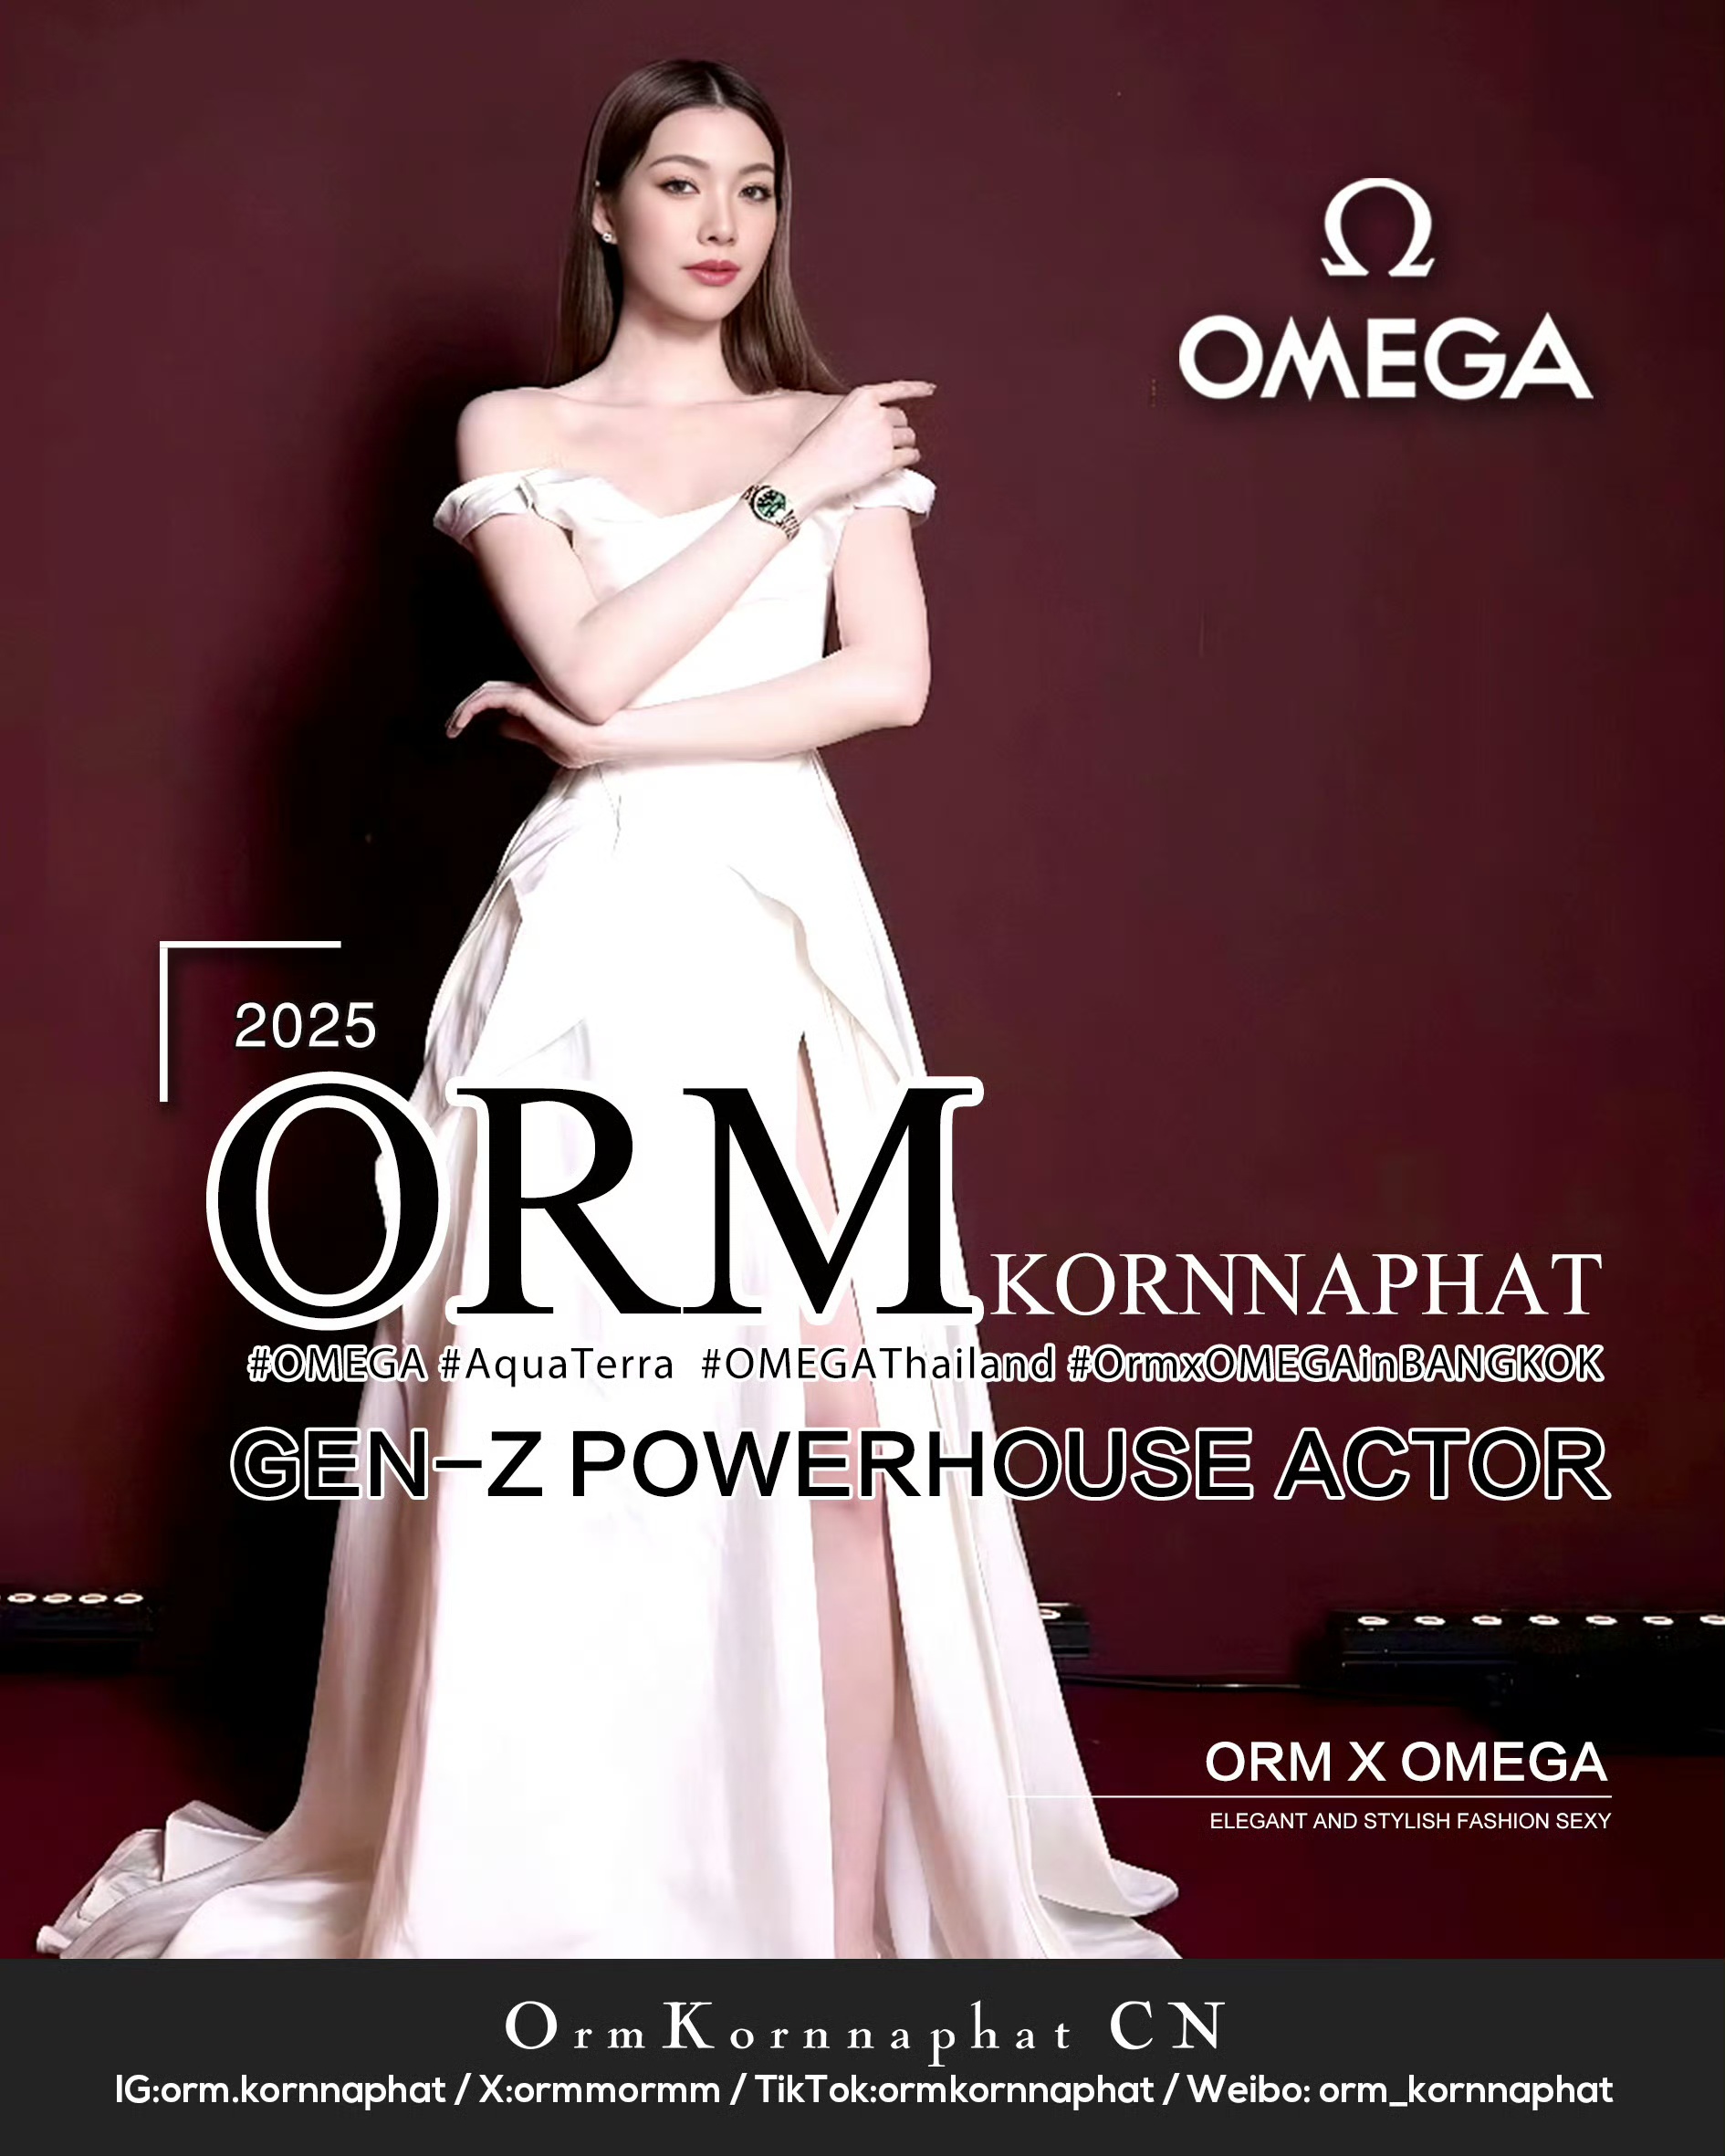 Ω
OMEGA
2025
ORM KORNNAPHAT
#OMEGA #AquaTerra #OMEGAThailand #OrmxOMEGAinBANGKOK
GEN-Z POWERHOUSE ACTOR
ORM X OMEGA
ELEGANT AND STYLISH FASHION SEXY
OrmKornnaphat CN
IG:orm.kornnaphat / X:ormmormm / TikTok:ormkornnaphat / Weibo: orm_kornnaphat